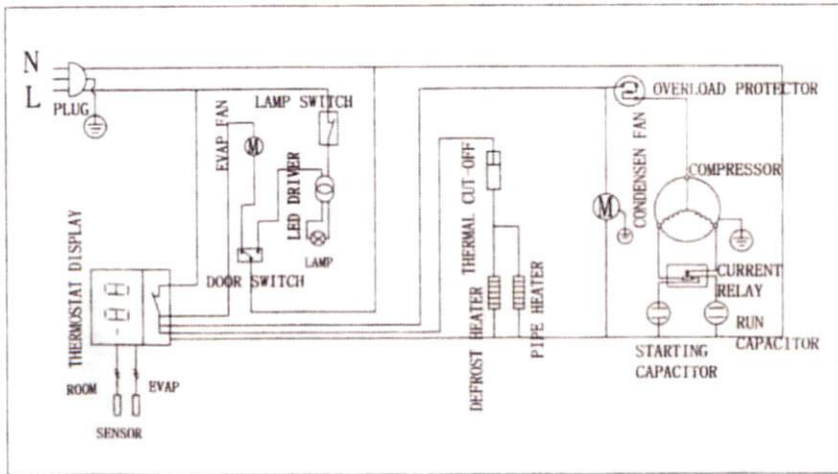 N
L
PLUG
LAMP SWITCH
EVAP FAN
M
LED DRIVER
LAMP
DOOR SWITCH
THERMOSTAT DISPLAY
ROOM
EVAP
SENSOR
THERMAL CUT-OFF
DEFROST HEATER
PIPE HEATER
OVERLOAD PROTECTOR
CONDENSEN FAN
M
COMPRESSOR
CURRENT
RELAY
RUN
CAPACITOR
STARTING
CAPACITOR